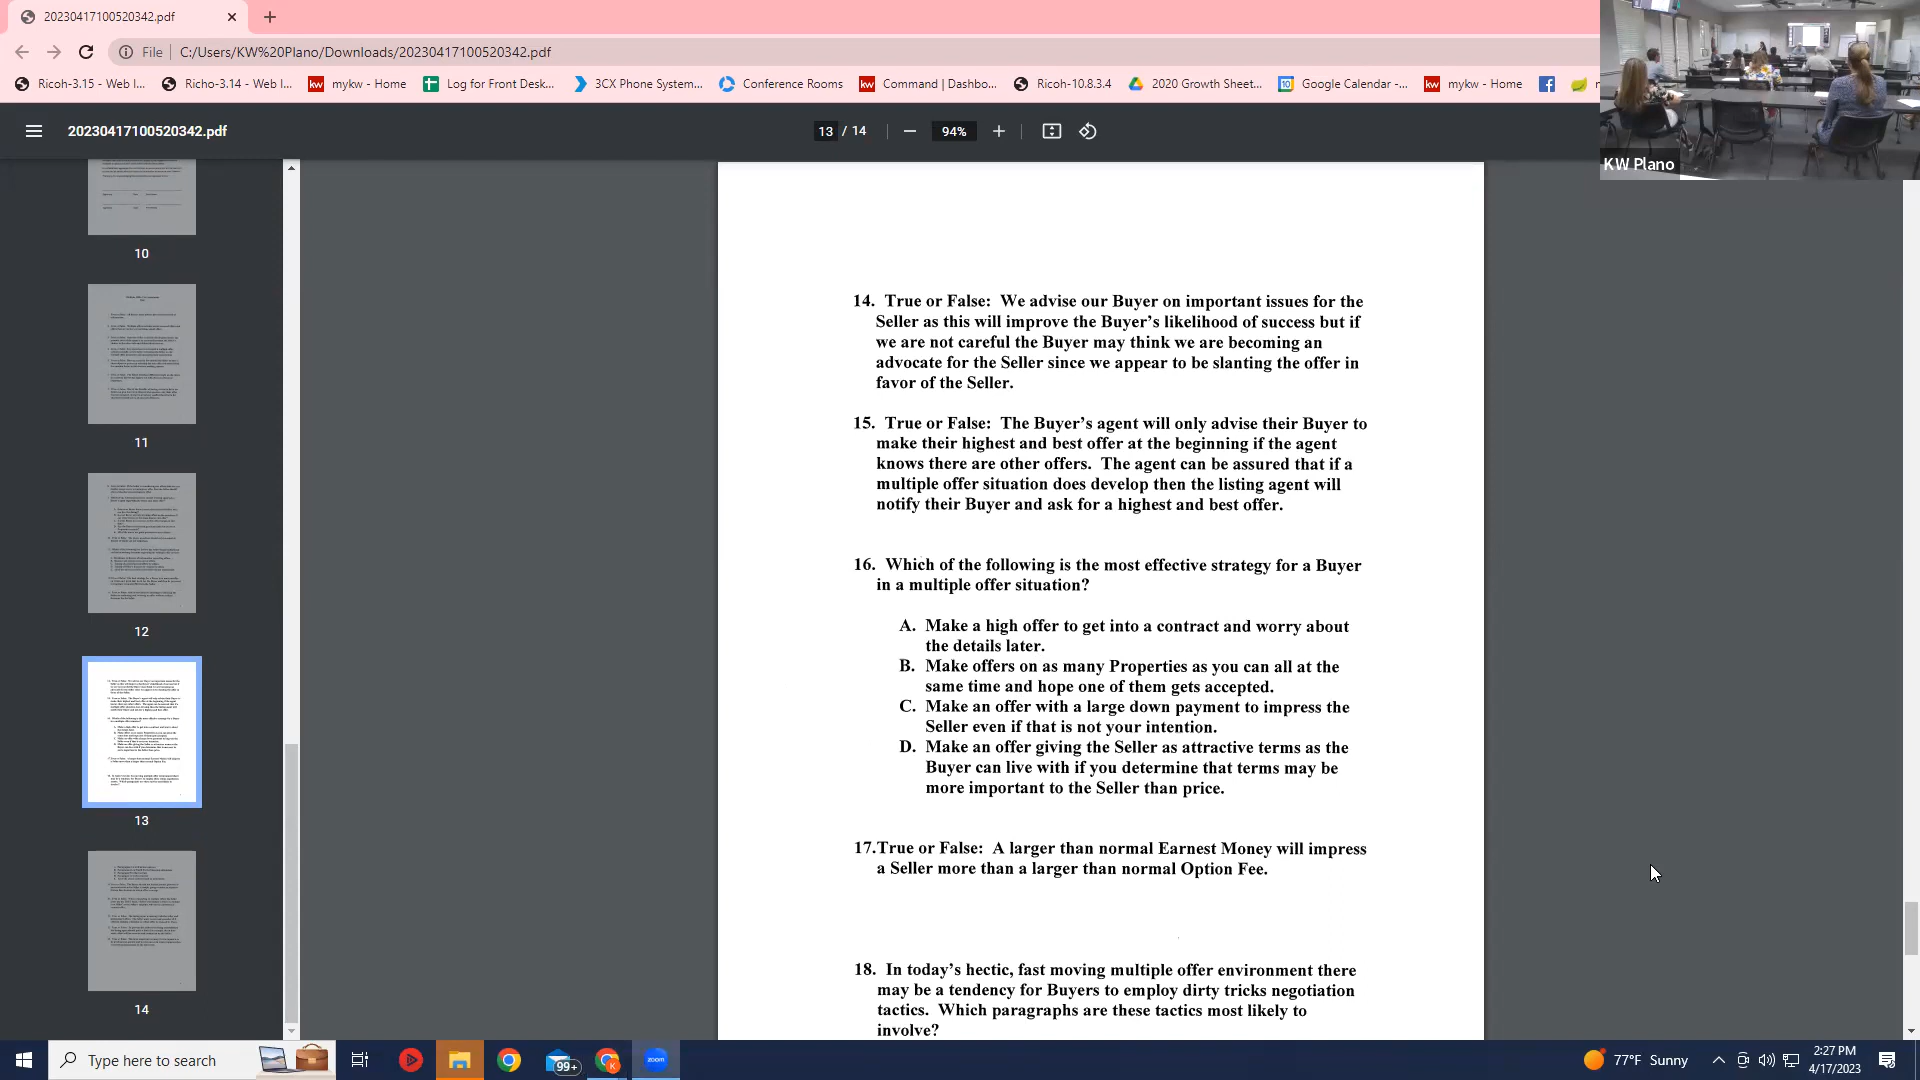 20230417100520342.pdf
File C:/Users/KW%20Plano/Downloads/20230417100520342.pdf
Ricoh-3.15 - Web I... Richo-3.14 - Web I... mykw - Home Log for Front Desk... 3CX Phone System... Conference Rooms Command | Dashbo... Ricoh-10.8.3.4 2020 Growth Sheet... Google Calendar -... mykw - Home
KW Plano
20230417100520342.pdf
13 / 14
94%
10
11
12
13
14
14. True or False: We advise our Buyer on important issues for the
Seller as this will improve the Buyer's likelihood of success but if
we are not careful the Buyer may think we are becoming an
advocate for the Seller since we appear to be slanting the offer in
favor of the Seller.
15. True or False: The Buyer's agent will only advise their Buyer to
make their highest and best offer at the beginning if the agent
knows there are other offers. The agent can be assured that if a
multiple offer situation does develop then the listing agent will
notify their Buyer and ask for a highest and best offer.
16. Which of the following is the most effective strategy for a Buyer
in a multiple offer situation?
A. Make a high offer to get into a contract and worry about
the details later.
B. Make offers on as many Properties as you can all at the
same time and hope one of them gets accepted.
C. Make an offer with a large down payment to impress the
Seller even if that is not your intention.
D. Make an offer giving the Seller as attractive terms as the
Buyer can live with if you determine that terms may be
more important to the Seller than price.
17.True or False: A larger than normal Earnest Money will impress
a Seller more than a larger than normal Option Fee.
18. In today's hectic, fast moving multiple offer environment there
may be a tendency for Buyers to employ dirty tricks negotiation
tactics. Which paragraphs are these tactics most likely to
involve?
Type here to search
99+
zoom
77°F Sunny
2:27 PM
4/17/2023